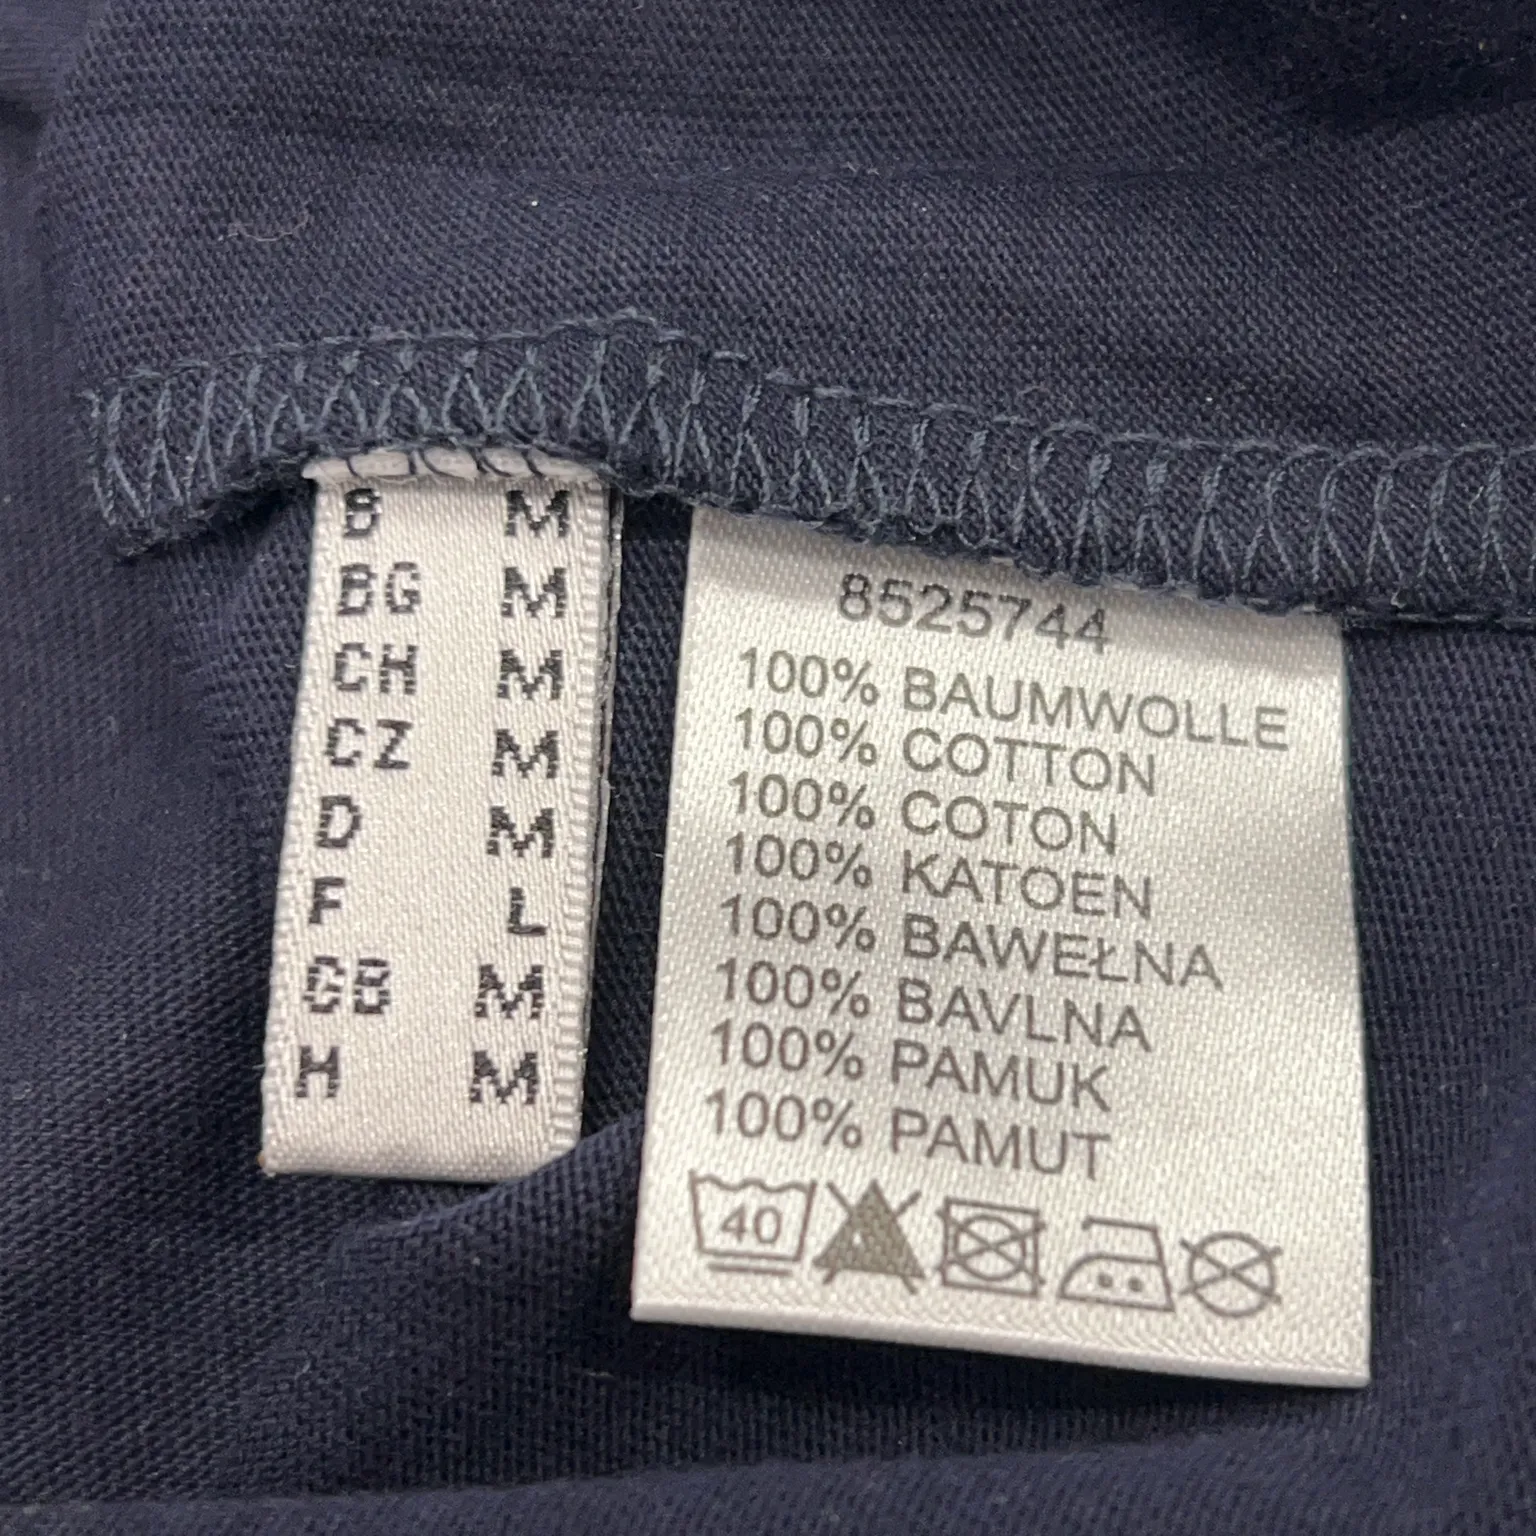 B M
BG M
CH M
CZ M
D M
F L
GB M
H M
8525744
100% BAUMWOLLE
100% COTTON
100% COTON
100% KATOEN
100% BAWEŁNA
100% BAVLNA
100% PAMUK
100% PAMUT
40